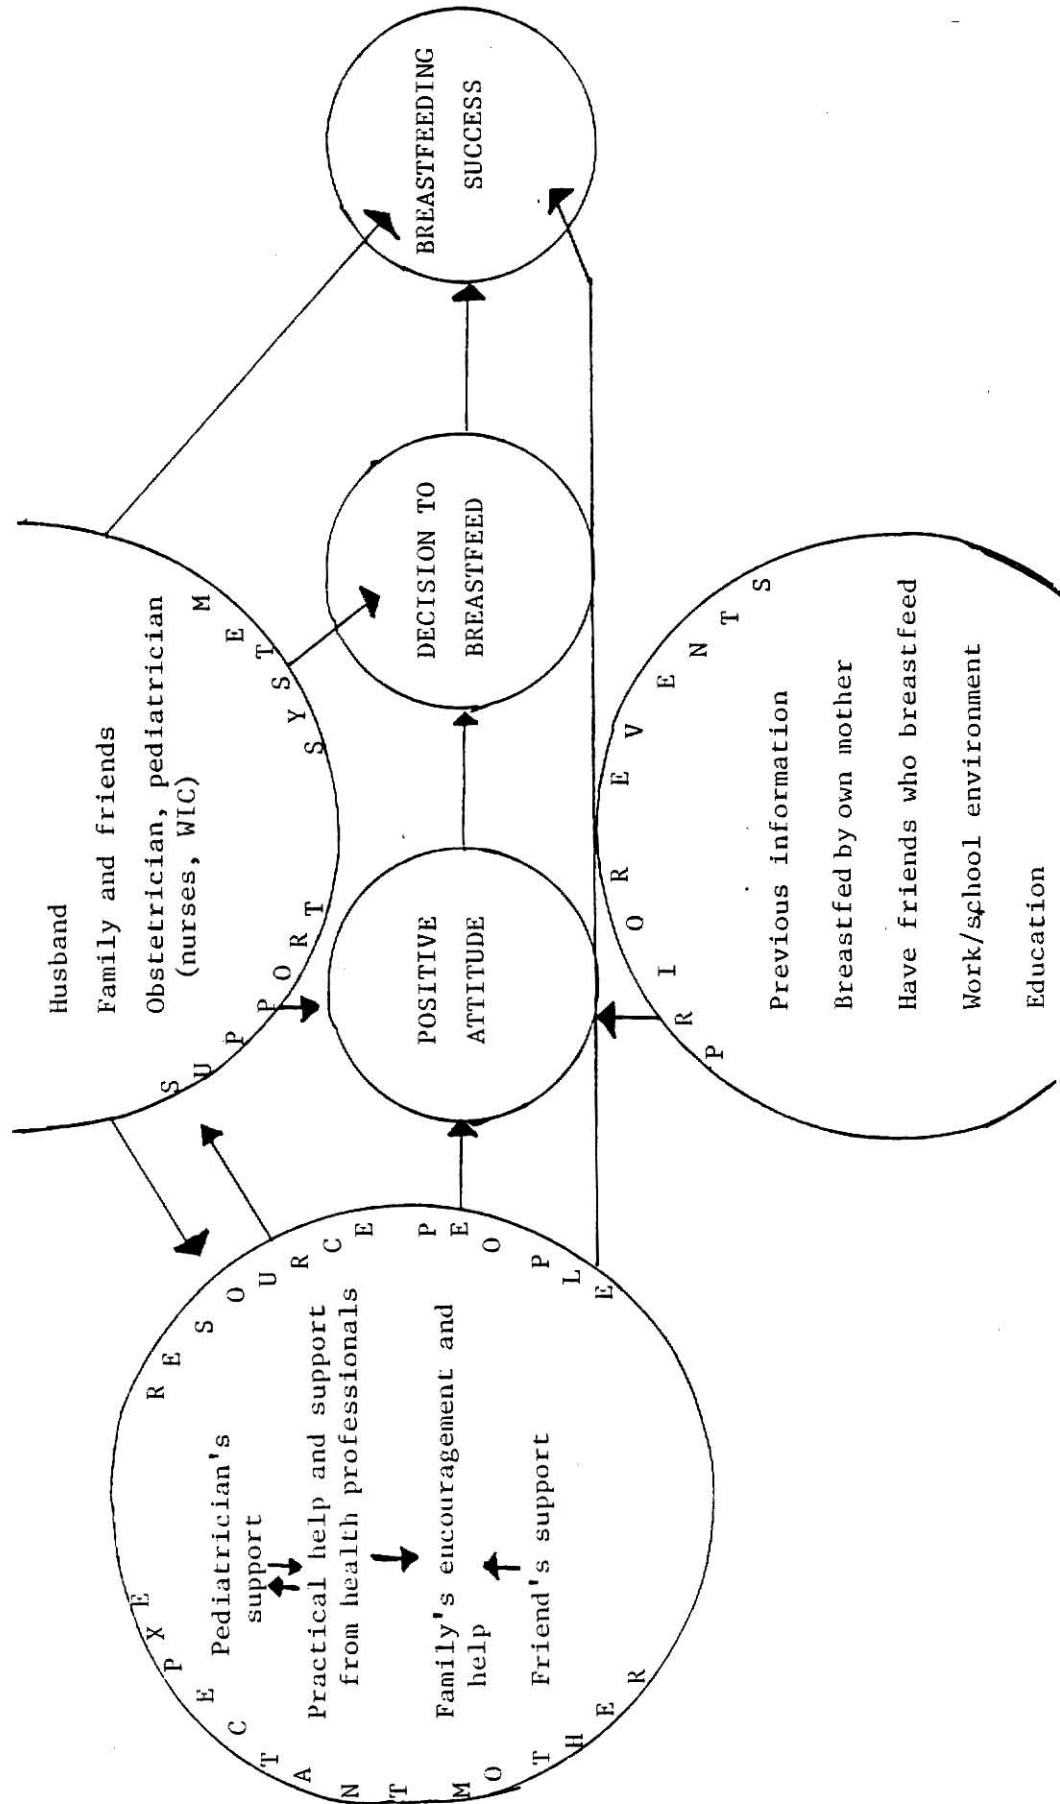 EXPECTANT MOTHER
RESOURCE PEOPLE
Pediatrician's
support
Practical help and support
from health professionals
Family's encouragement and
help
Friend's support
SUPPORT SYSTEM
Husband
Family and friends
Obstetrician, pediatrician
(nurses, WIC)
POSITIVE
ATTITUDE
DECISION TO
BREASTFEED
BREASTFEEDING
SUCCESS
PRIOR EVENTS
Previous information
Breastfed by own mother
Have friends who breastfeed
Work/school environment
Education